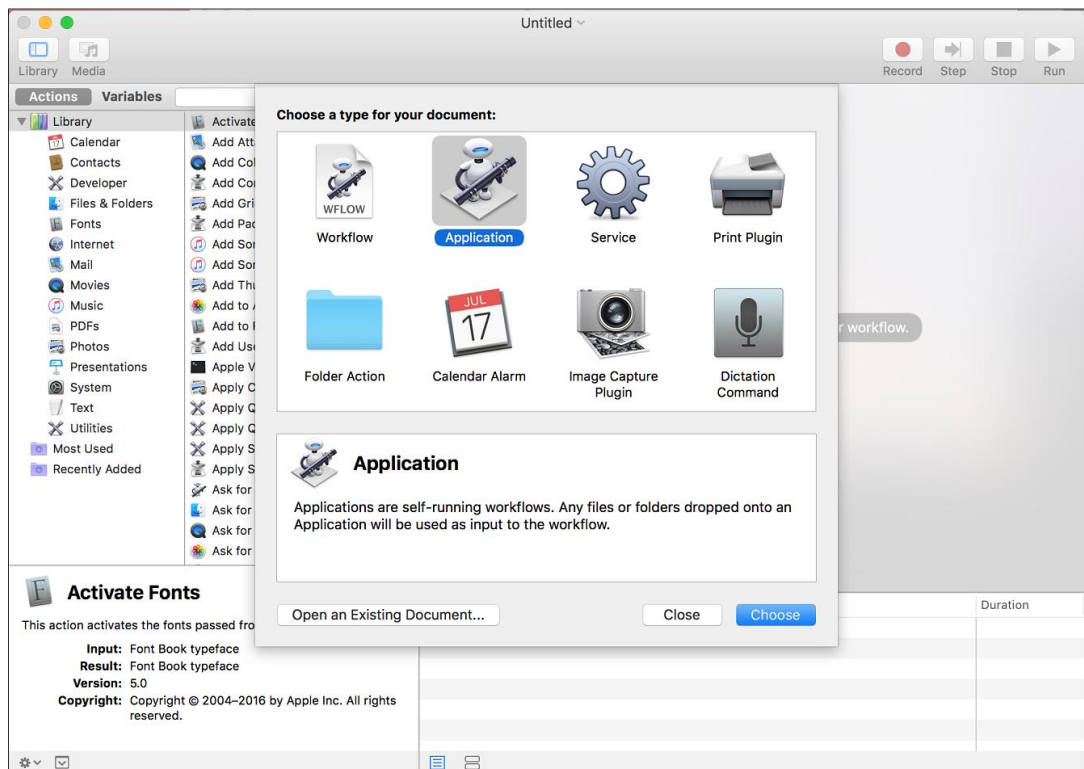 Untitled
Library Media
Record Step Stop Run
Actions Variables
Library
Calendar
Contacts
Developer
Files & Folders
Fonts
Internet
Mail
Movies
Music
PDFs
Photos
Presentations
System
Text
Utilities
Most Used
Recently Added
Activate
Add Att
Add Col
Add Con
Add Gri
Add Pac
Add Son
Add Son
Add Thu
Add to A
Add to F
Add Use
Apple V
Apply C
Apply Q
Apply Q
Apply S
Apply S
Ask for
Ask for
Ask for
Ask for
Choose a type for your document:
WFLOW
Workflow Application Service Print Plugin
JUL
17
Folder Action Calendar Alarm Image Capture Plugin Dictation Command
Application
Applications are self-running workflows. Any files or folders dropped onto an
Application will be used as input to the workflow.
Open an Existing Document... Close Choose
r workflow.
Duration
Activate Fonts
This action activates the fonts passed fro
Input: Font Book typeface
Result: Font Book typeface
Version: 5.0
Copyright: Copyright © 2004–2016 by Apple Inc. All rights
reserved.